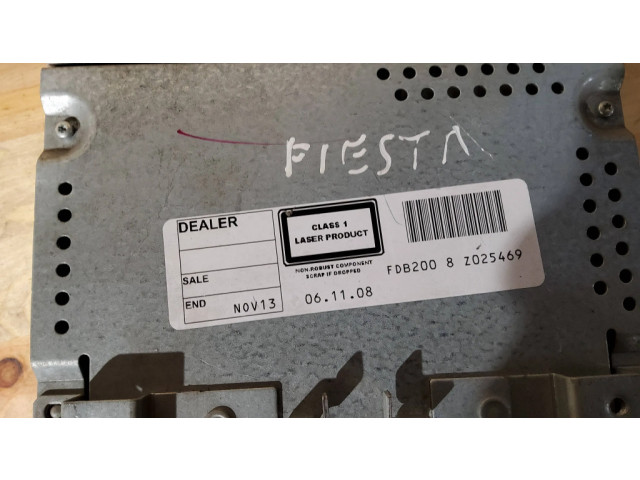 FIESTA
DEALER
SALE
END NOV13
CLASS 1
LASER PRODUCT
NON-ROBUST COMPONENT
SCRAP IF DROPPED
06.11.08
FDB200 8 Z025469